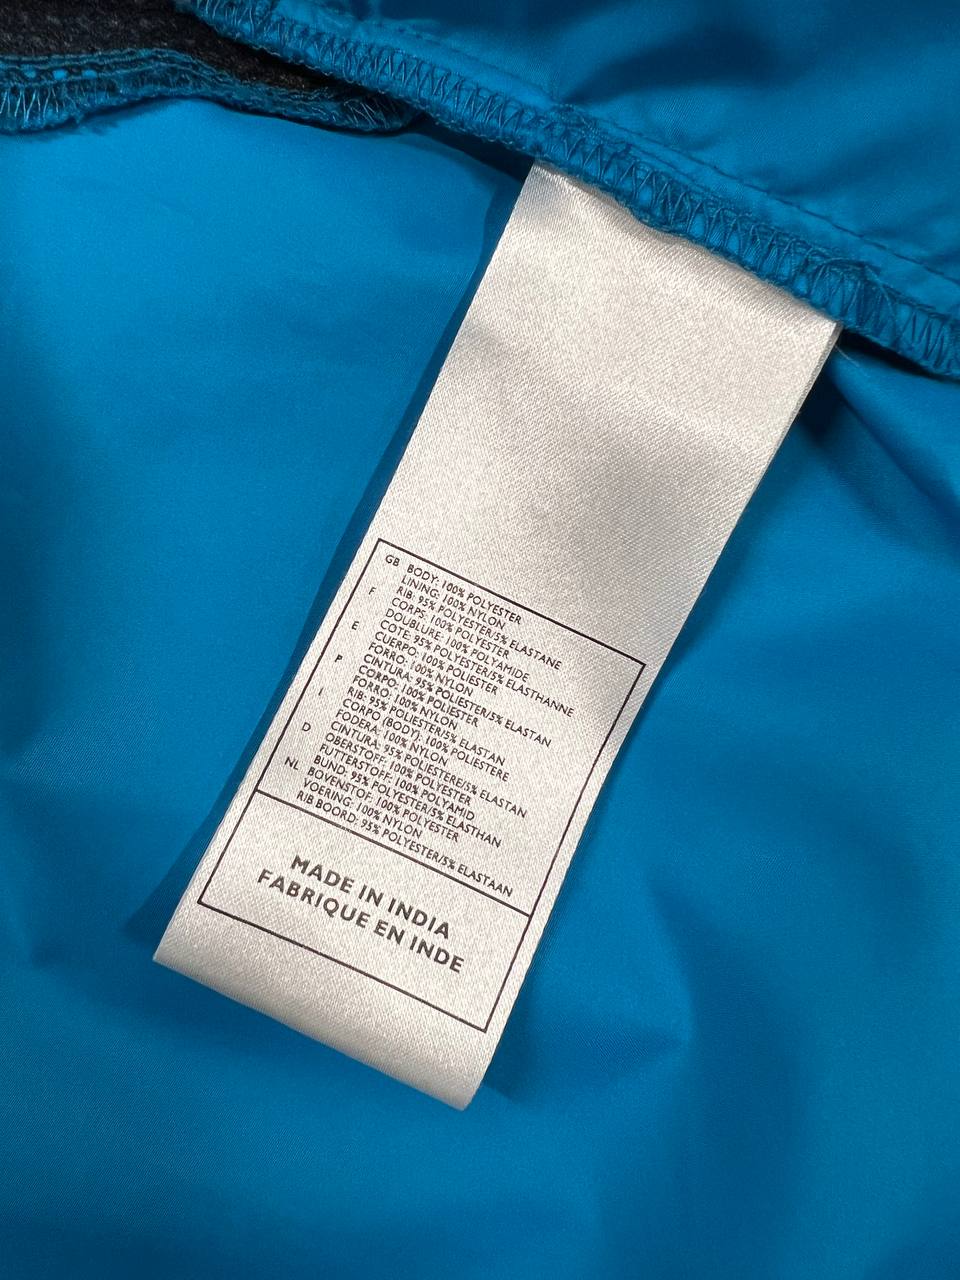 GB BODY: 100% POLYESTER
LINING: 100% NYLON
RIB: 95% POLYESTER/5% ELASTANE
F CORPS: 100% POLYESTER
DOUBLURE: 100% POLYAMIDE
COTE: 95% POLYESTER/5% ELASTHANNE
E CUERPO: 100% POLIESTER
FORRO: 100% NYLON
CINTURA: 95% POLIESTER/5% ELASTAN
P CORPO: 100% POLIESTER
FORRO: 100% NYLON
RIB: 95% POLIESTER/5% ELASTAN
I CORPO (BODY): 100% POLIESTERE
FODERA: 100% NYLON
CINTURA: 95% POLIESTERE/5% ELASTAN
D OBERSTOFF: 100% POLYESTER
FUTTERSTOFF: 100% POLYAMID
BUND: 95% POLYESTER/5% ELASTHAN
NL BOVENSTOF: 100% POLYESTER
VOERING: 100% NYLON
RIB BOORD: 95% POLYESTER/5% ELASTAAN
MADE IN INDIA
FABRIQUE EN INDE